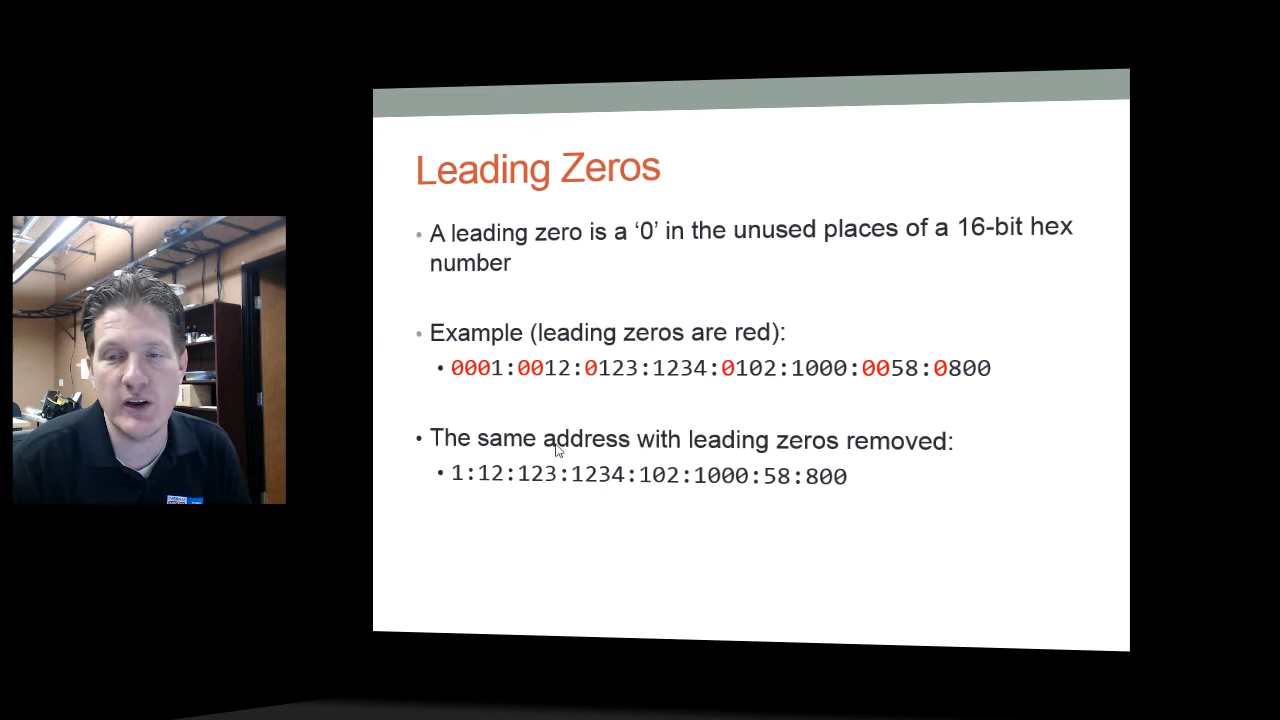 Leading Zeros
• A leading zero is a ‘0’ in the unused places of a 16-bit hex
number
• Example (leading zeros are red):
• 0001:0012:0123:1234:0102:1000:0058:0800
• The same address with leading zeros removed:
• 1:12:123:1234:102:1000:58:800